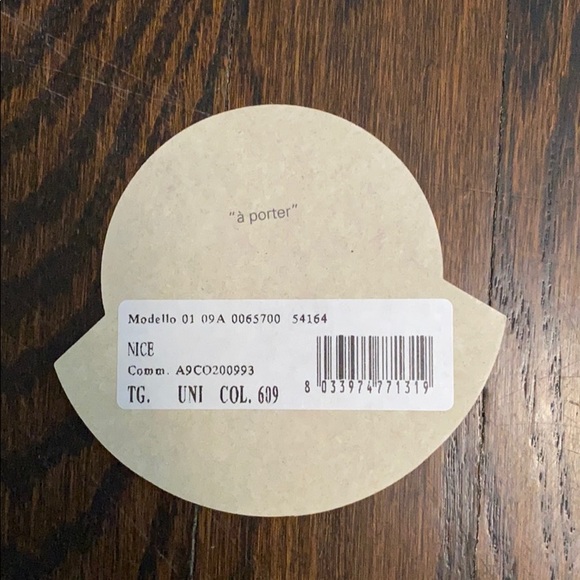 "à porter"
Modello 01 09A 0065700 54164
NICE
Comm. A9CO200993
TG. UNI COL. 609
8 033974 771319